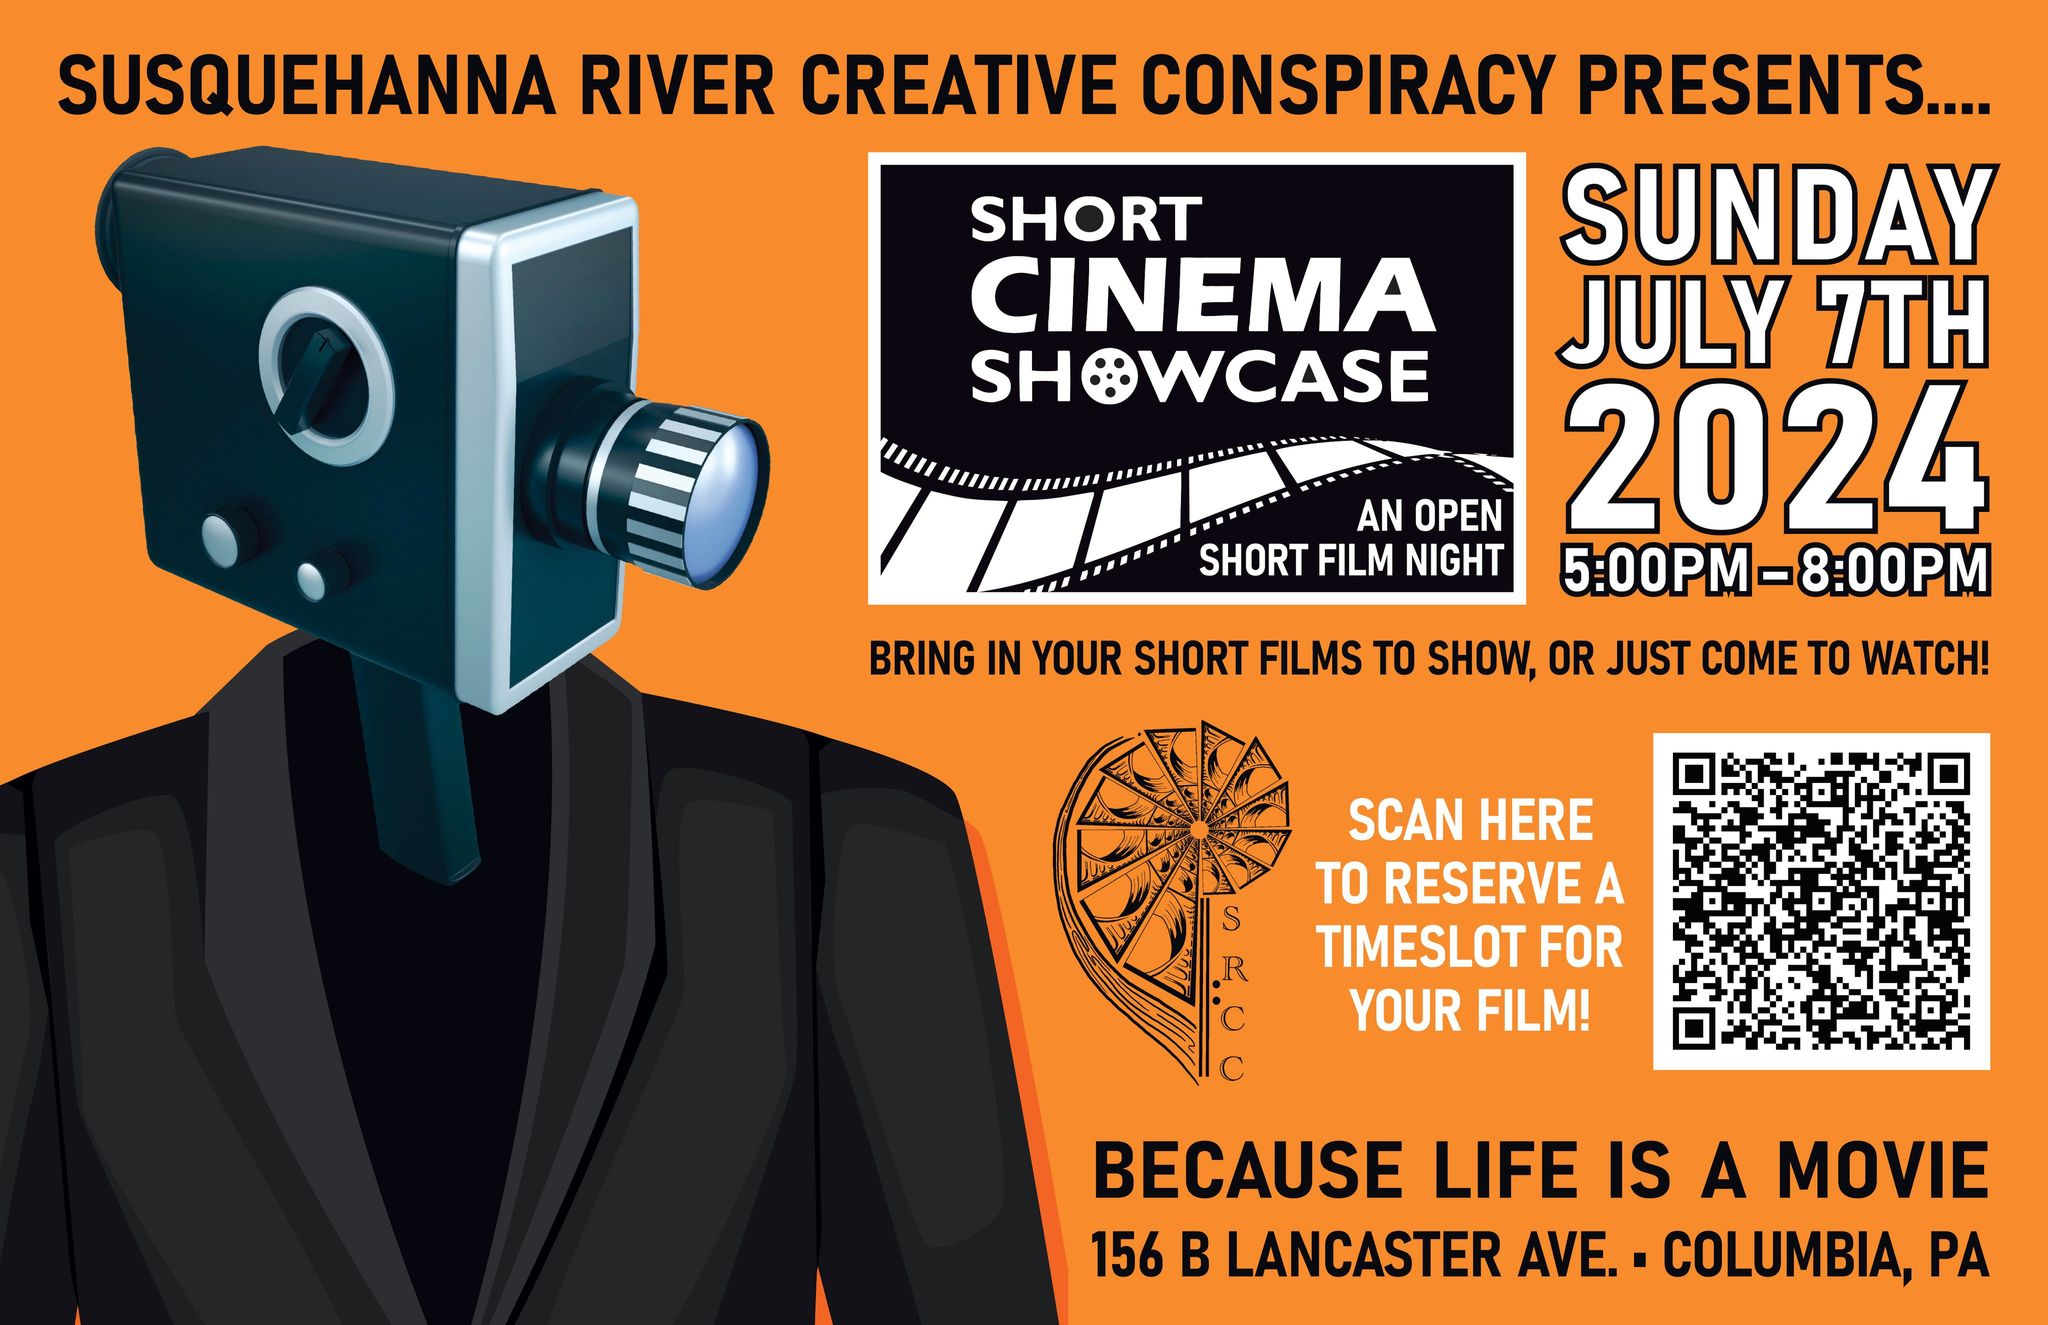 SUSQUEHANNA RIVER CREATIVE CONSPIRACY PRESENTS....
SHORT
CINEMA
SHOWCASE
AN OPEN
SHORT FILM NIGHT
SUNDAY
JULY 7TH
2024
5:00PM – 8:00PM
BRING IN YOUR SHORT FILMS TO SHOW, OR JUST COME TO WATCH!
S
R
C
C
SCAN HERE
TO RESERVE A
TIMESLOT FOR
YOUR FILM!
BECAUSE LIFE IS A MOVIE
156 B LANCASTER AVE. ▪ COLUMBIA, PA